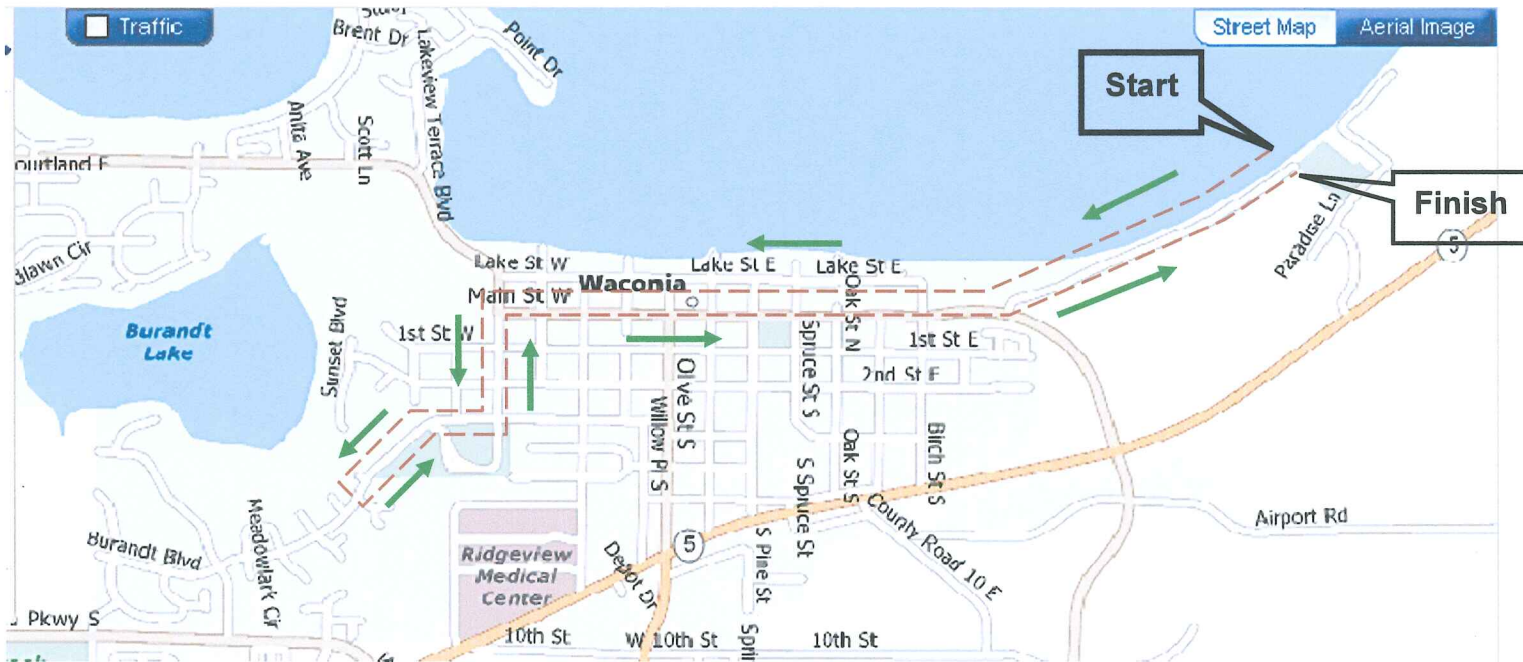 Traffic
Brent Dr
Lakeview Terrace Blvd
Point Dr
Street Map
Aerial Image
Start
Anita Ave
Scott Ln
Finish
Paradise Ln
5
Lake St W
Lake St E
Lake St E
Waconia
Main St W
Oak St N
Burandt
Lake
Sunset Blvd
1st St W
Spruce St S
1st St E
Olive St S
2nd St E
Willow Pl S
Oak St S
Birch St S
S Spruce St
Meadowlark Cir
Burandt Blvd
Ridgeview
Medical
Center
5
Depot Dr
S Pine St
County Road 10 E
Airport Rd
Pkwy S
10th St
W 10th St
10th St